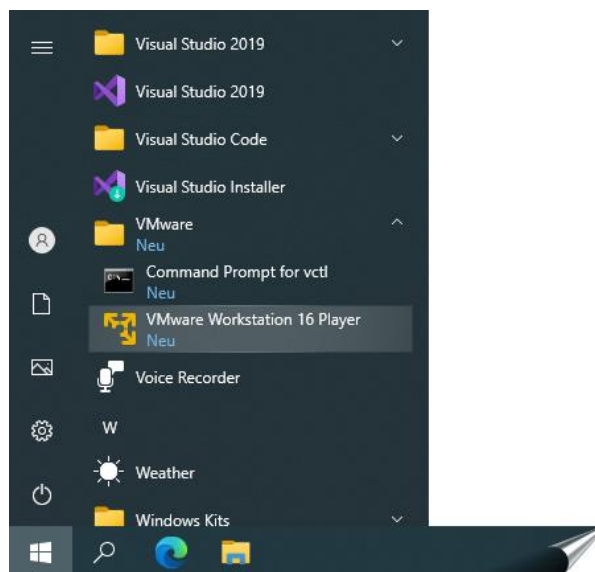 Visual Studio 2019
Visual Studio 2019
Visual Studio Code
Visual Studio Installer
VMware
Neu
Command Prompt for vctl
Neu
VMware Workstation 16 Player
Neu
Voice Recorder
W
Weather
Windows Kits